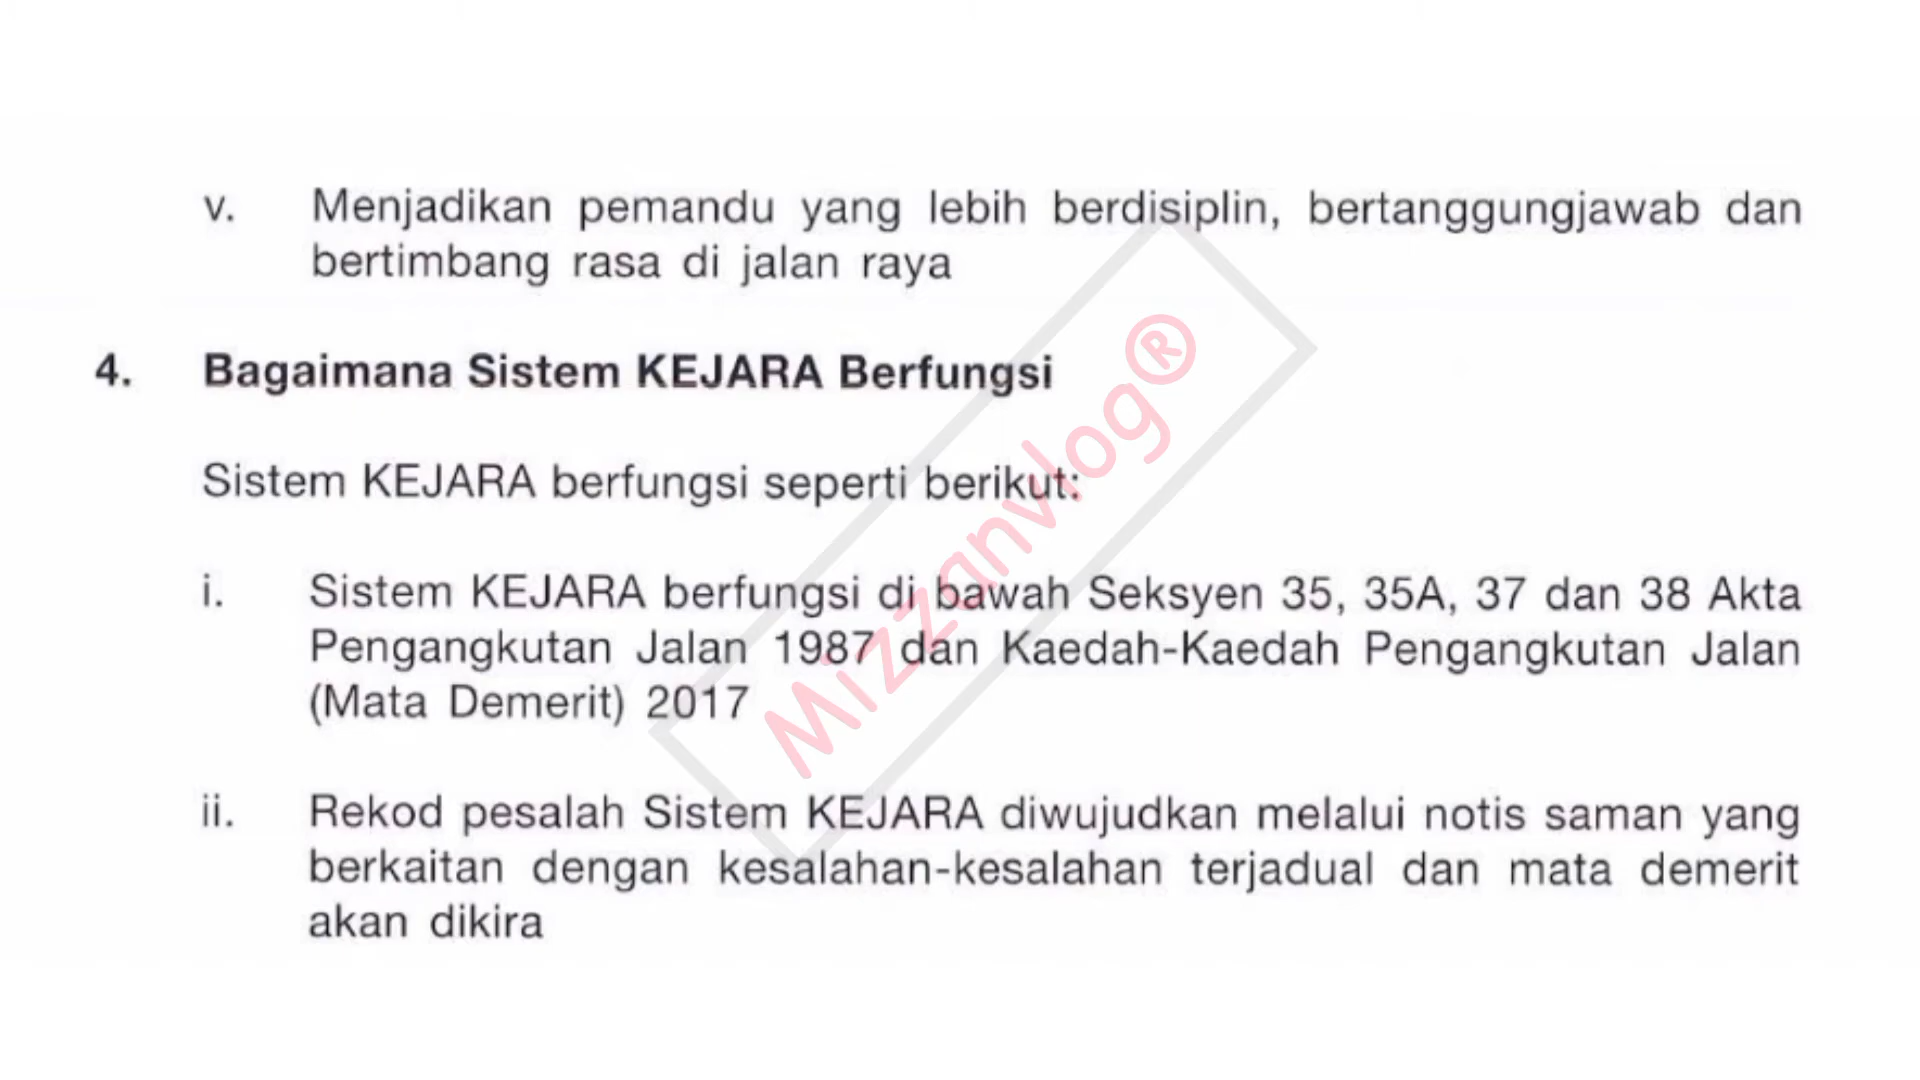 v. Menjadikan pemandu yang lebih berdisiplin, bertanggungjawab dan
bertimbang rasa di jalan raya
4. Bagaimana Sistem KEJARA Berfungsi
Sistem KEJARA berfungsi seperti berikut:
i. Sistem KEJARA berfungsi di bawah Seksyen 35, 35A, 37 dan 38 Akta
Pengangkutan Jalan 1987 dan Kaedah-Kaedah Pengangkutan Jalan
(Mata Demerit) 2017
ii. Rekod pesalah Sistem KEJARA diwujudkan melalui notis saman yang
berkaitan dengan kesalahan-kesalahan terjadual dan mata demerit
akan dikira
Mizzanvlog®